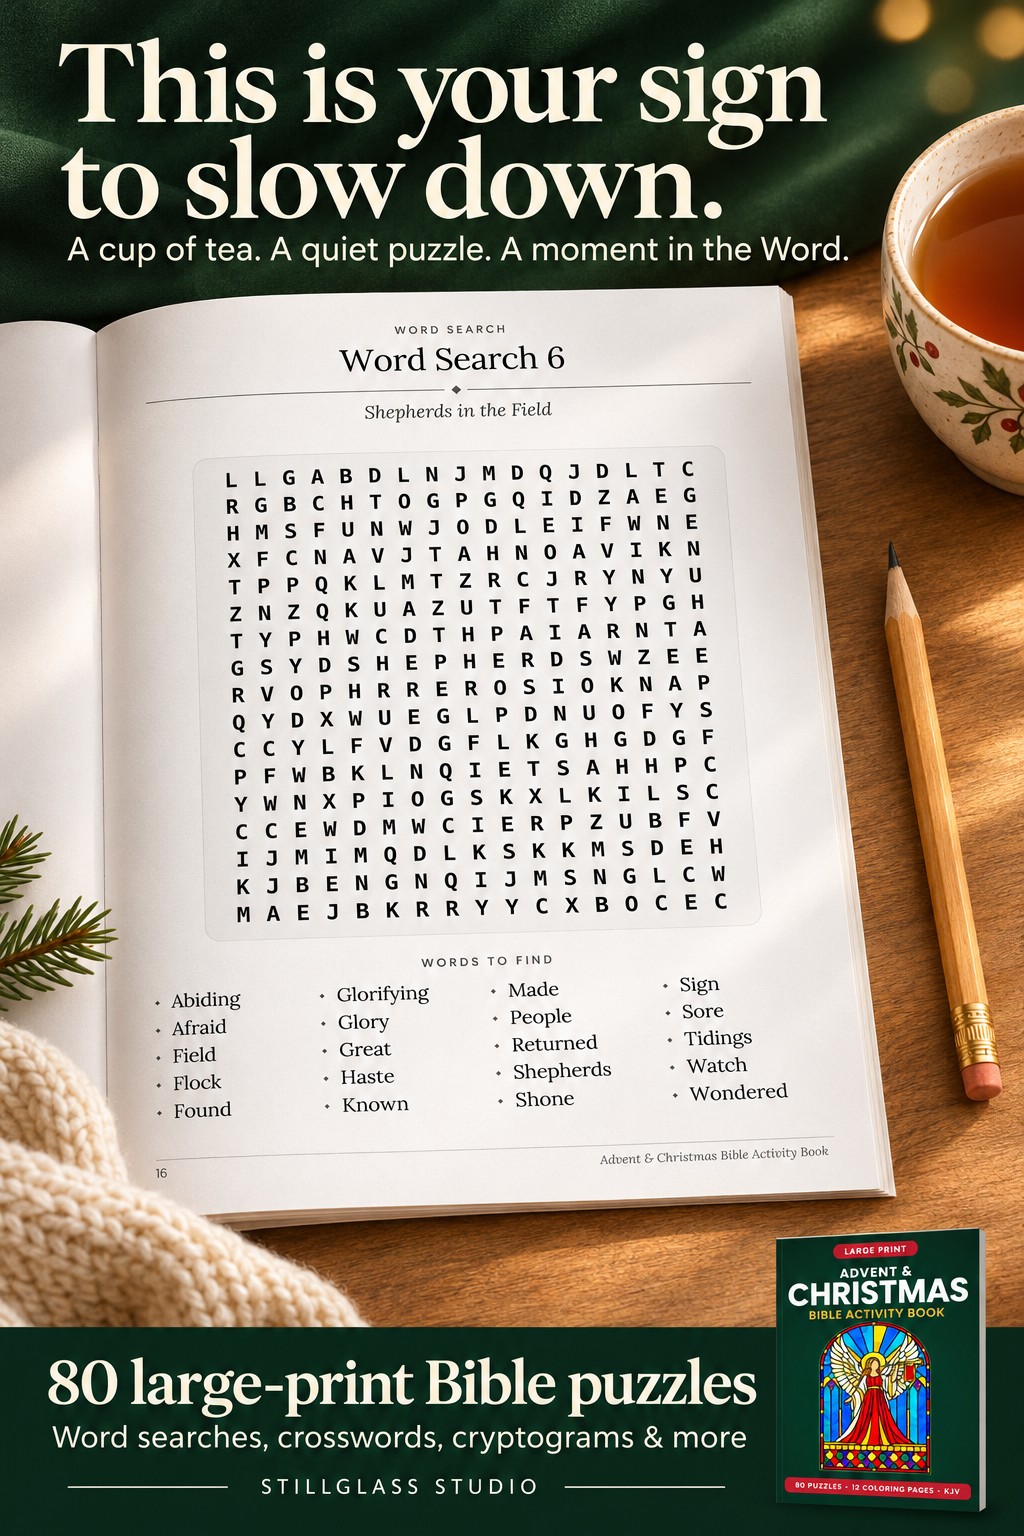 This is your sign
to slow down.
A cup of tea. A quiet puzzle. A moment in the Word.
WORD SEARCH
Word Search 6
Shepherds in the Field
L L G A B D L N J M D Q J D L T C
R G B C H T O G P G Q I D Z A E G
H M S F U N W J O D L E I F W N E
X F C N A V J T A H N O A V I K N
T P P Q K L M T Z R C J R Y N Y U
Z N Z Q K U A Z U T F T F Y P G H
T Y P H W C D T H P A I A R N T A
G S Y D S H E P H E R D S W Z E E
R V O P H R R E R O S I O K N A P
Q Y D X W U E G L P D N U O F Y S
C C Y L F V D G F L K G H G D G F
P F W B K L N Q I E T S A H H P C
Y W N X P I O G S K X L K I L S C
C C E W D M W C I E R P Z U B F V
I J M I M Q D L K S K K M S D E H
K J B E N G N Q I J M S N G L C W
M A E J B K R R Y Y C X B O C E C
WORDS TO FIND
• Abiding
• Afraid
• Field
• Flock
• Found
• Glorifying
• Glory
• Great
• Haste
• Known
• Made
• People
• Returned
• Shepherds
• Shone
• Sign
• Sore
• Tidings
• Watch
• Wondered
16
Advent & Christmas Bible Activity Book
LARGE PRINT
ADVENT &
CHRISTMAS
BIBLE ACTIVITY BOOK
80 PUZZLES • 12 COLORING PAGES • KJV
80 large-print Bible puzzles
Word searches, crosswords, cryptograms & more
STILLGLASS STUDIO